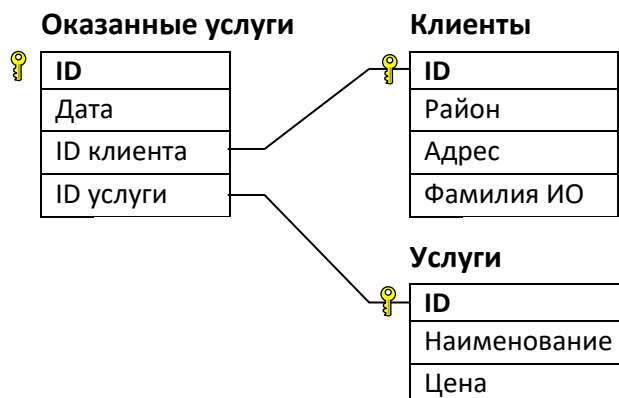 Оказанные услуги
ID
Дата
ID клиента
ID услуги
Клиенты
ID
Район
Адрес
Фамилия ИО
Услуги
ID
Наименование
Цена